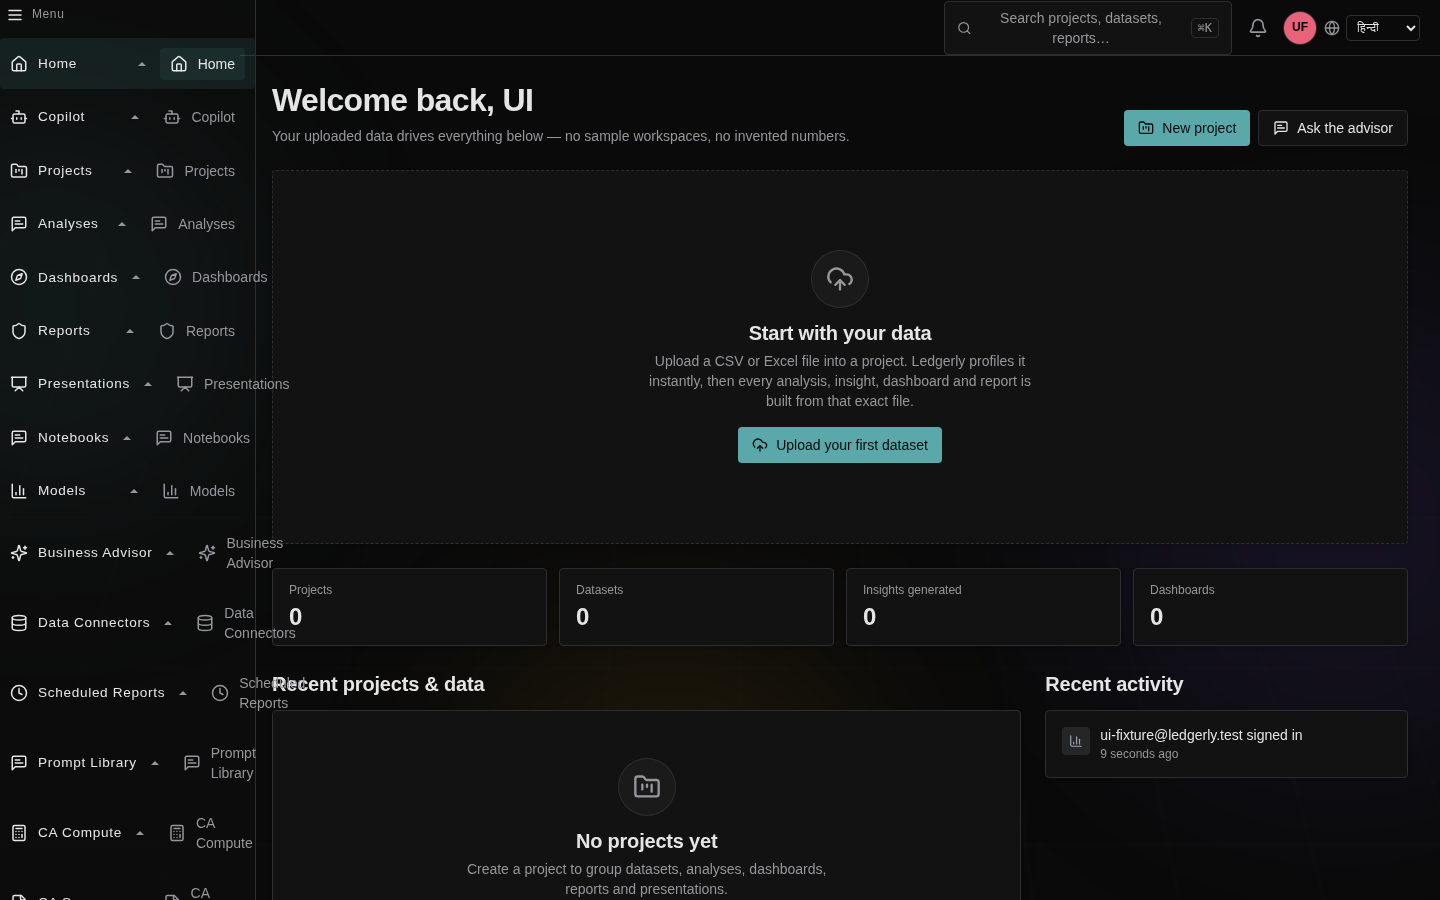 Menu
Search projects, datasets,
reports…
⌘K
UF
हिन्दी
Home
Home
Copilot
Copilot
Projects
Projects
Analyses
Analyses
Dashboards
Dashboards
Reports
Reports
Presentations
Presentations
Notebooks
Notebooks
Models
Models
Business Advisor
Business
Advisor
Data Connectors
Data
Connectors
Scheduled Reports
Scheduled
Reports
Prompt Library
Prompt
Library
CA Compute
CA
Compute
CA
Welcome back, UI
Your uploaded data drives everything below — no sample workspaces, no invented numbers.
New project
Ask the advisor
Start with your data
Upload a CSV or Excel file into a project. Ledgerly profiles it
instantly, then every analysis, insight, dashboard and report is
built from that exact file.
Upload your first dataset
Projects
0
Datasets
0
Insights generated
0
Dashboards
0
Recent projects & data
No projects yet
Create a project to group datasets, analyses, dashboards,
reports and presentations.
Recent activity
ui-fixture@ledgerly.test signed in
9 seconds ago